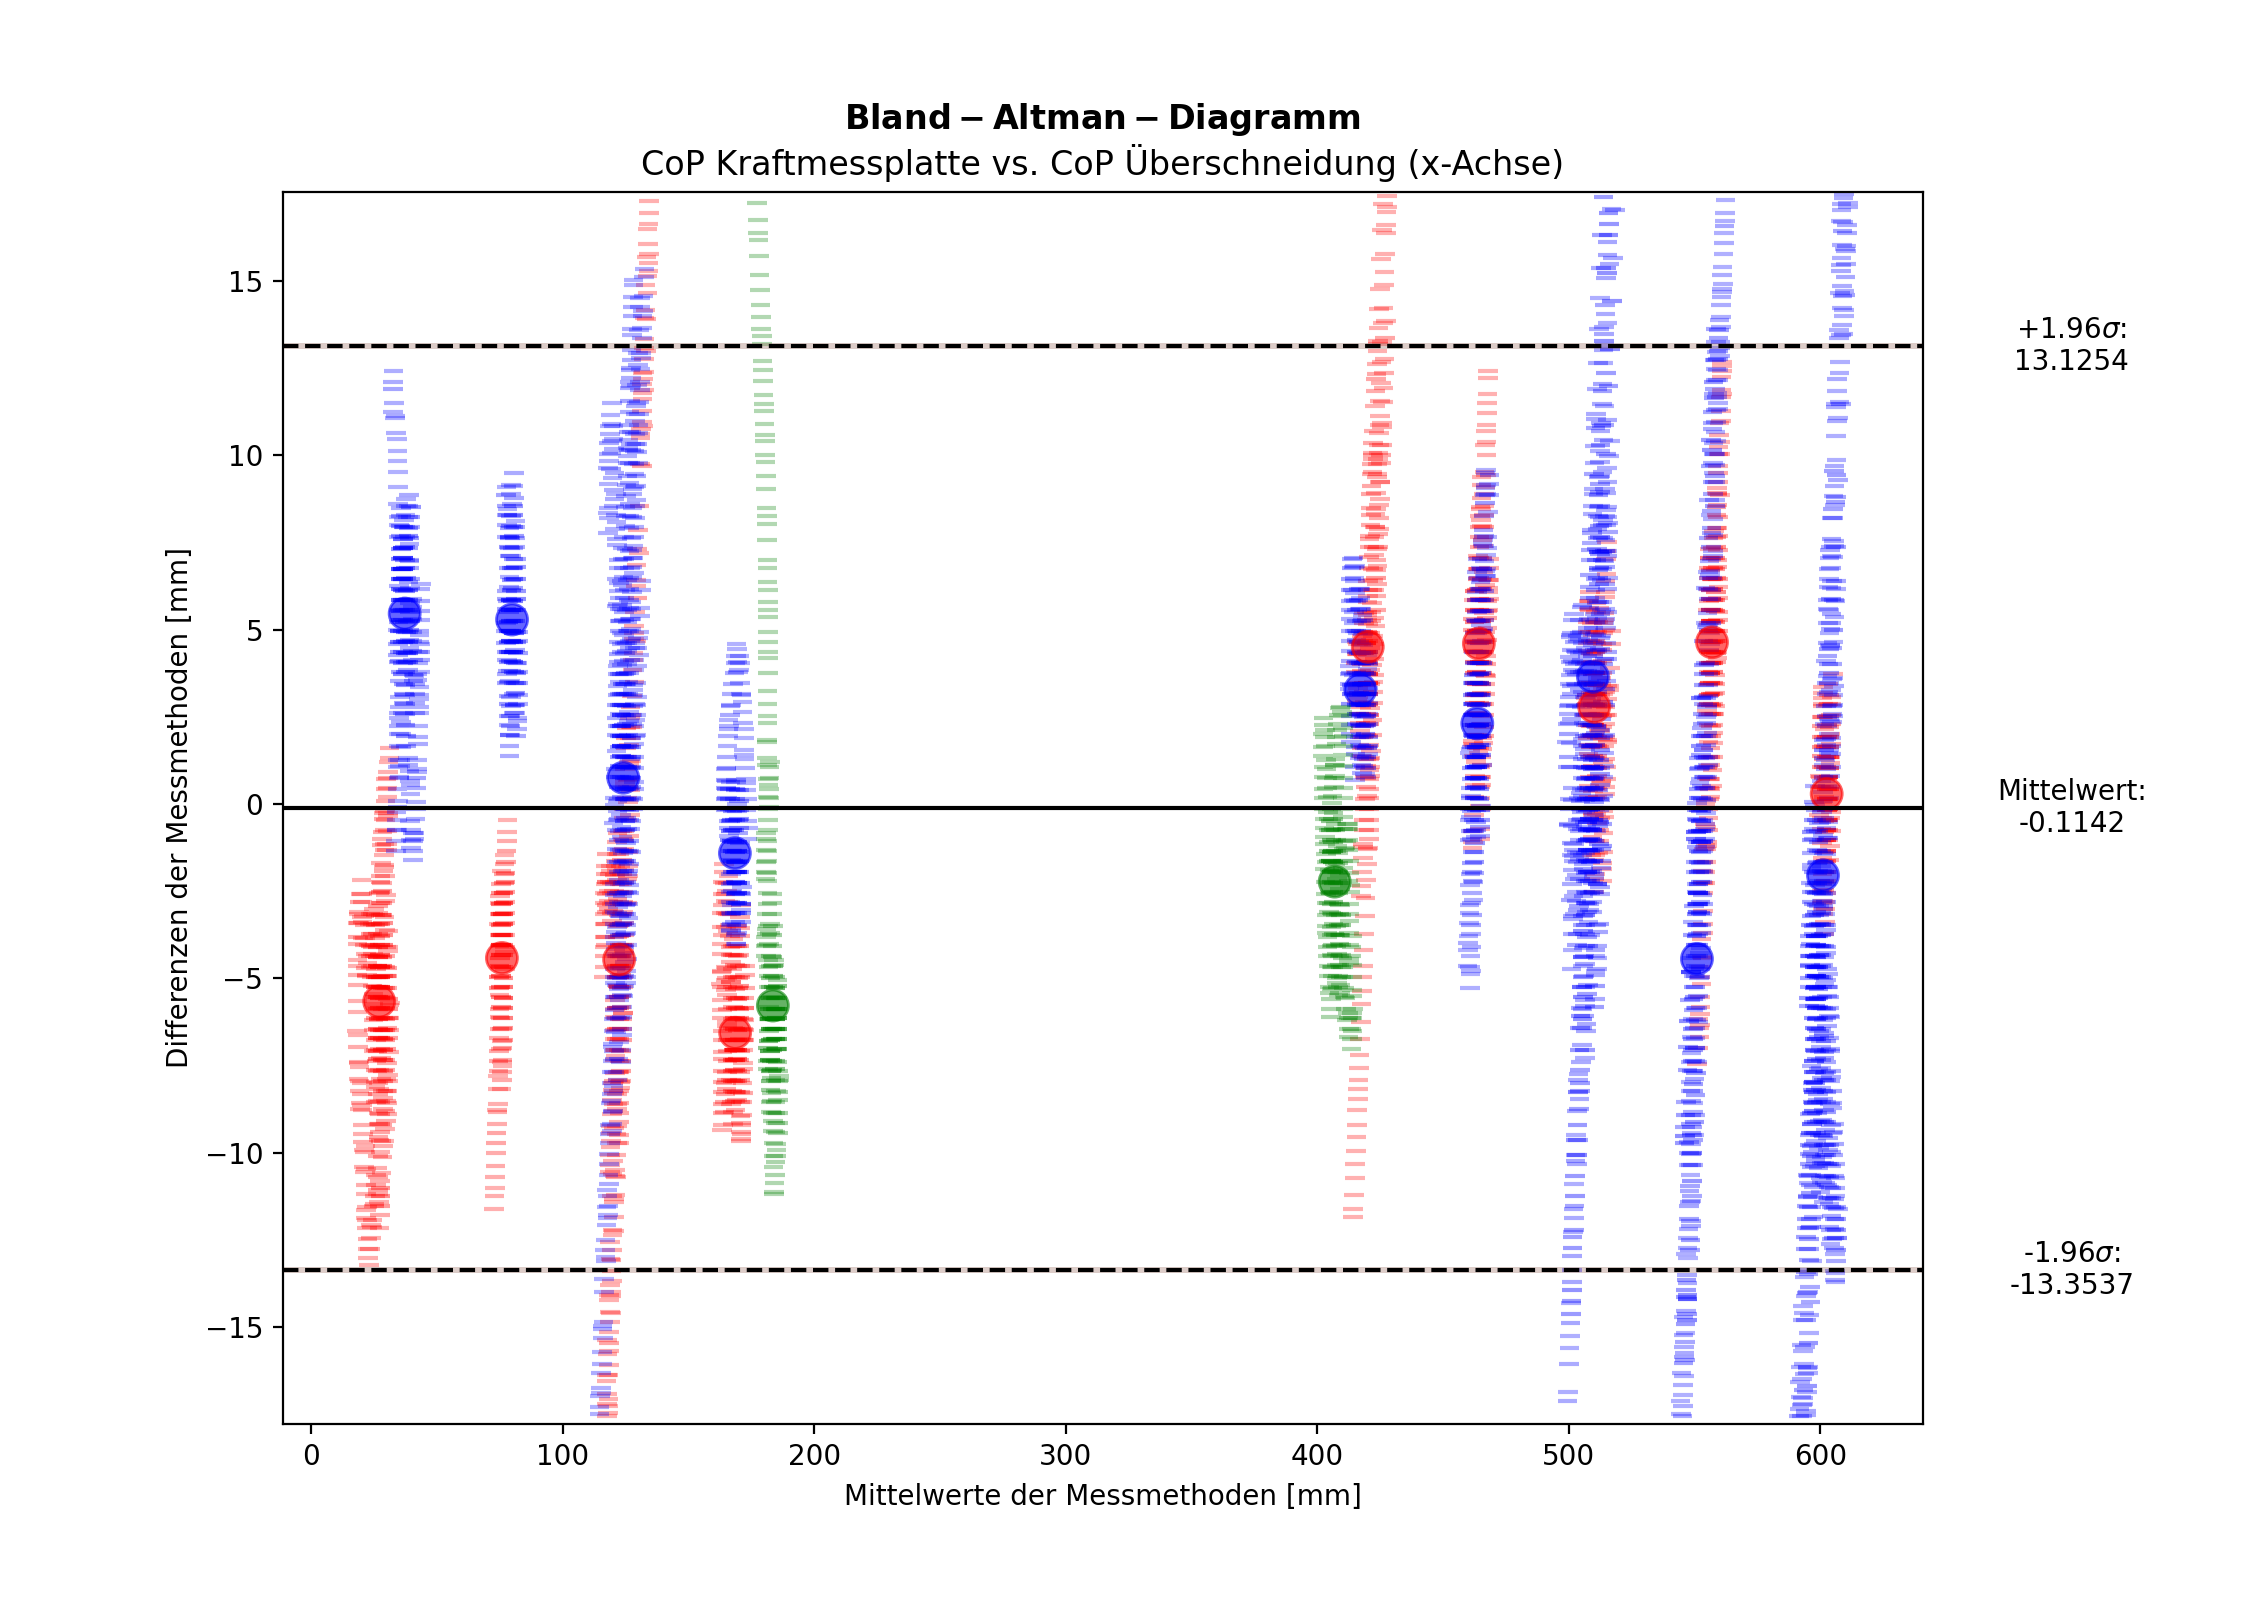 Bland – Altman – Diagramm
CoP Kraftmessplatte vs. CoP Überschneidung (x-Achse)
Differenzen der Messmethoden [mm]
15
10
5
0
−5
−10
−15
+1.96σ:
13.1254
Mittelwert:
-0.1142
-1.96σ:
-13.3537
0
100
200
300
400
500
600
Mittelwerte der Messmethoden [mm]